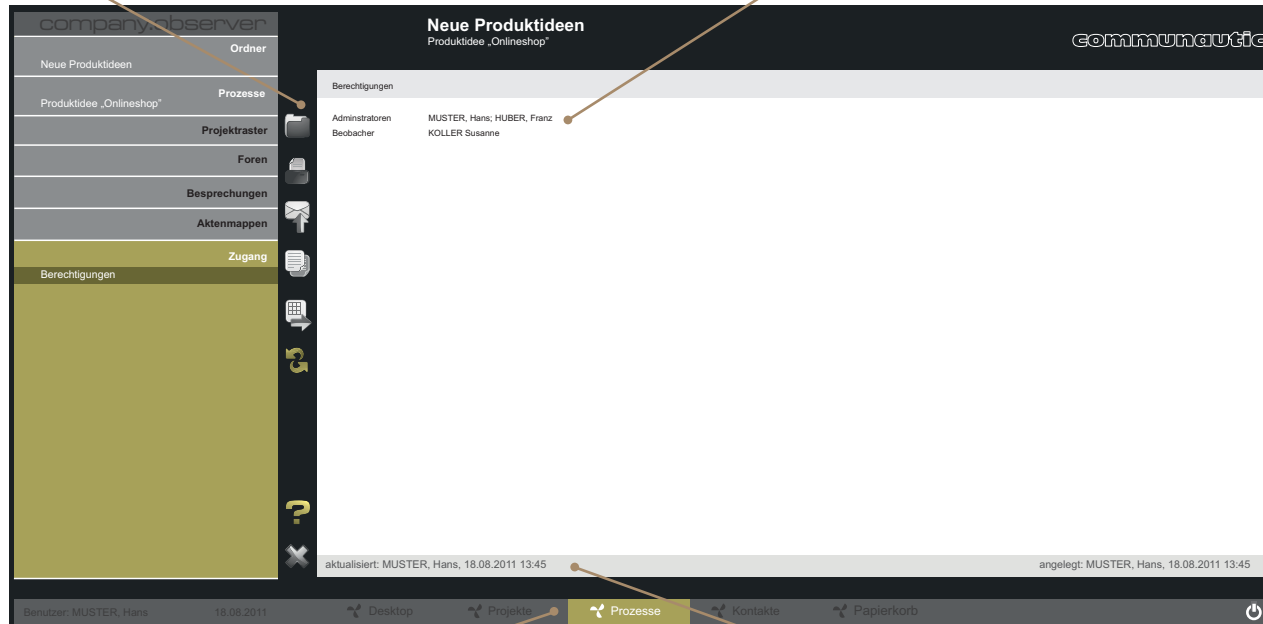 company.observer
Ordner
Neue Produktideen
Prozesse
Produktidee „Onlineshop”
Projektraster
Foren
Besprechungen
Aktenmappen
Zugang
Berechtigungen
Neue Produktideen
Produktidee „Onlineshop”
communautic
Berechtigungen
Adminstratoren MUSTER, Hans; HUBER, Franz
Beobacher KOLLER Susanne
aktualisiert: MUSTER, Hans, 18.08.2011 13:45 angelegt: MUSTER, Hans, 18.08.2011 13:45
Benutzer: MUSTER, Hans 18.08.2011 Desktop Projekte Prozesse Kontakte Papierkorb